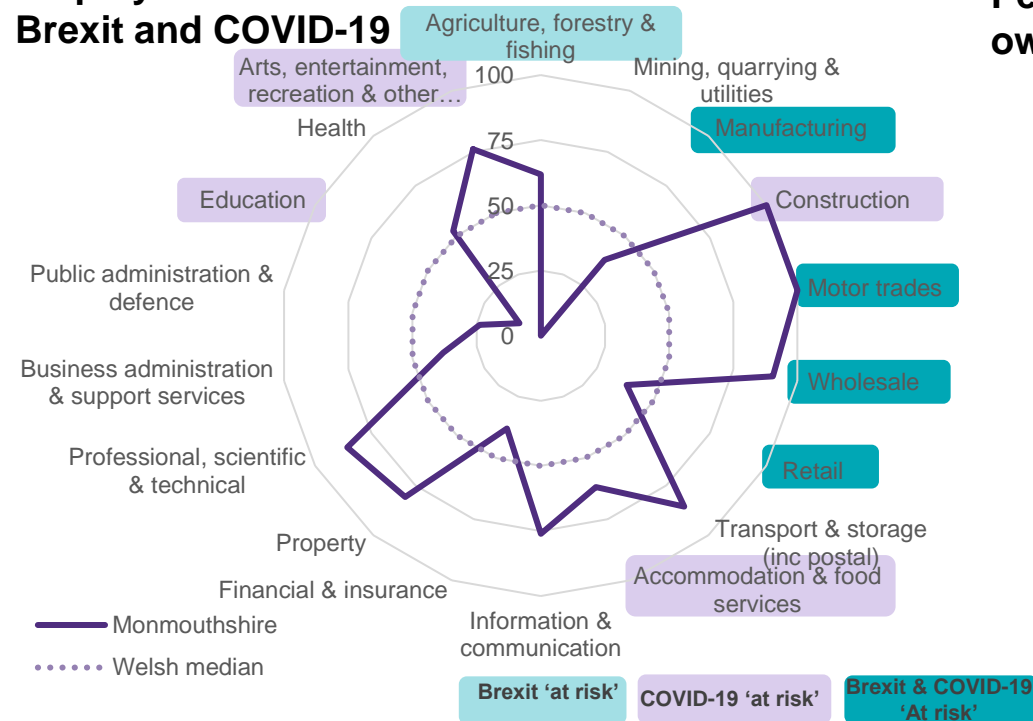 Brexit and COVID-19
Agriculture, forestry &
fishing
Arts, entertainment,
recreation & other…
Mining, quarrying &
utilities
Health
Manufacturing
Education
Construction
Public administration &
defence
Motor trades
Business administration
& support services
Wholesale
Professional, scientific
& technical
Retail
Property
Transport & storage
(inc postal)
Financial & insurance
Accommodation & food
services
Information &
communication
100
75
50
25
0
Monmouthshire
Welsh median
Brexit ‘at risk’
COVID-19 ‘at risk’
Brexit & COVID-19
‘At risk’